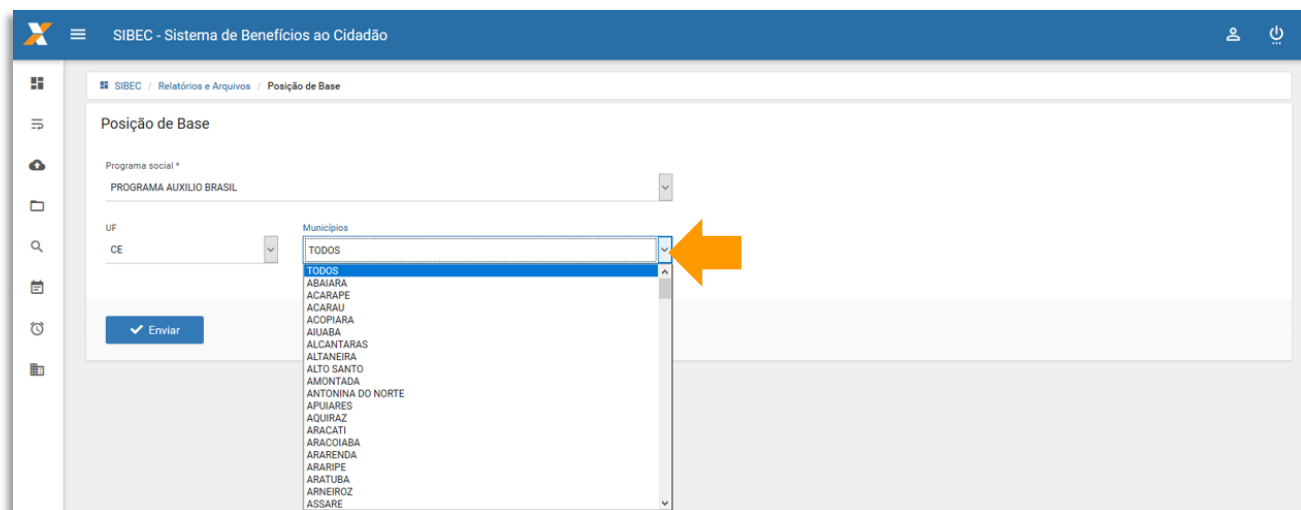 SIBEC - Sistema de Benefícios ao Cidadão
SIBEC / Relatórios e Arquivos / Posição de Base
Posição de Base
Programa social *
PROGRAMA AUXILIO BRASIL
UF Municípios
CE TODOS
TODOS
ABAIARA
ACARAPE
ACARAU
ACOPIARA
AIUABA
ALCANTARAS
ALTANEIRA
ALTO SANTO
AMONTADA
ANTONINA DO NORTE
APUIARES
AQUIRAZ
ARACATI
ARACOIABA
ARARENDA
ARARIPE
ARATUBA
ARNEIROZ
ASSARE
Enviar